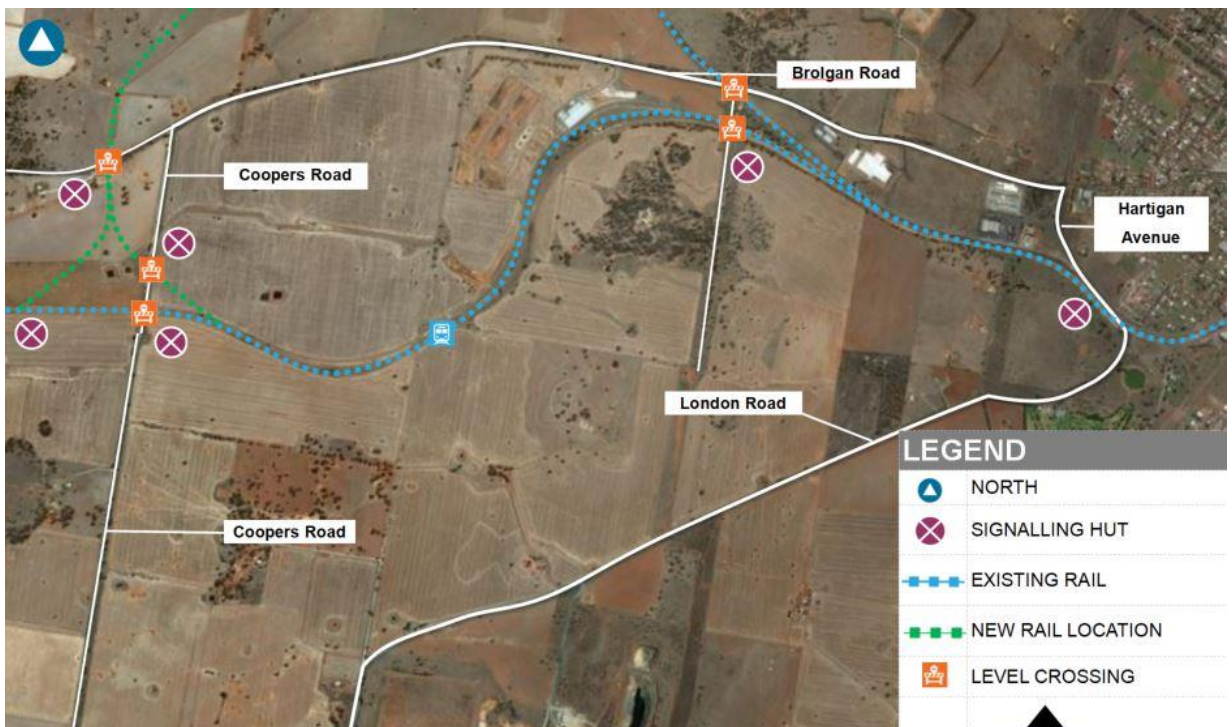 Brolgan Road
Coopers Road
Hartigan
Avenue
London Road
Coopers Road
LEGEND
NORTH
SIGNALLING HUT
EXISTING RAIL
NEW RAIL LOCATION
LEVEL CROSSING